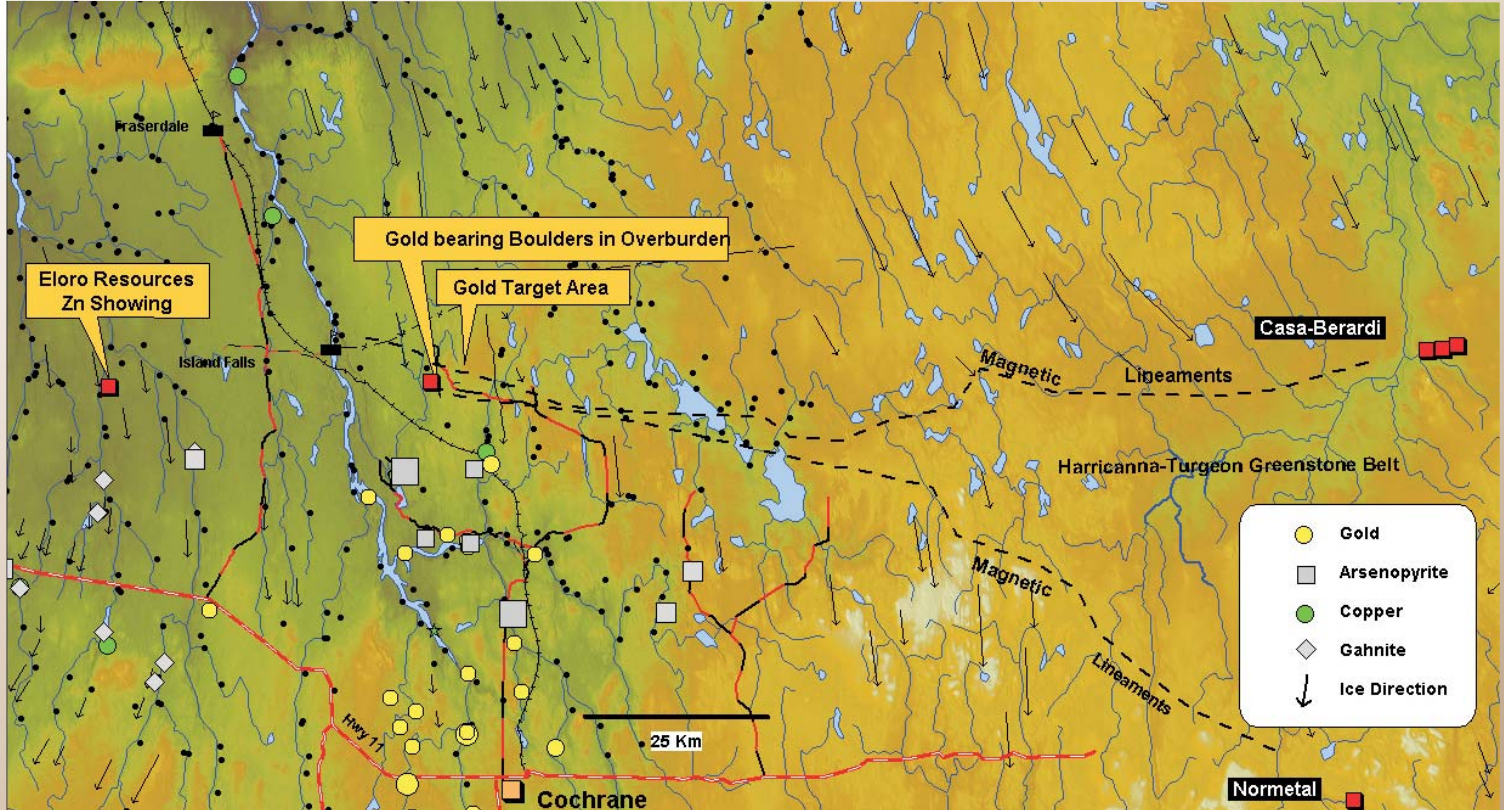 Fraserdale
Gold bearing Boulders in Overburden
Eloro Resources
Zn Showing
Gold Target Area
Island Falls
Casa-Berardi
Magnetic
Lineaments
Harricanna-Turgeon Greenstone Belt
Magnetic
Lineaments
Gold
Arsenopyrite
Copper
Gahnite
Ice Direction
Hwy 11
25 Km
Cochrane
Normetal